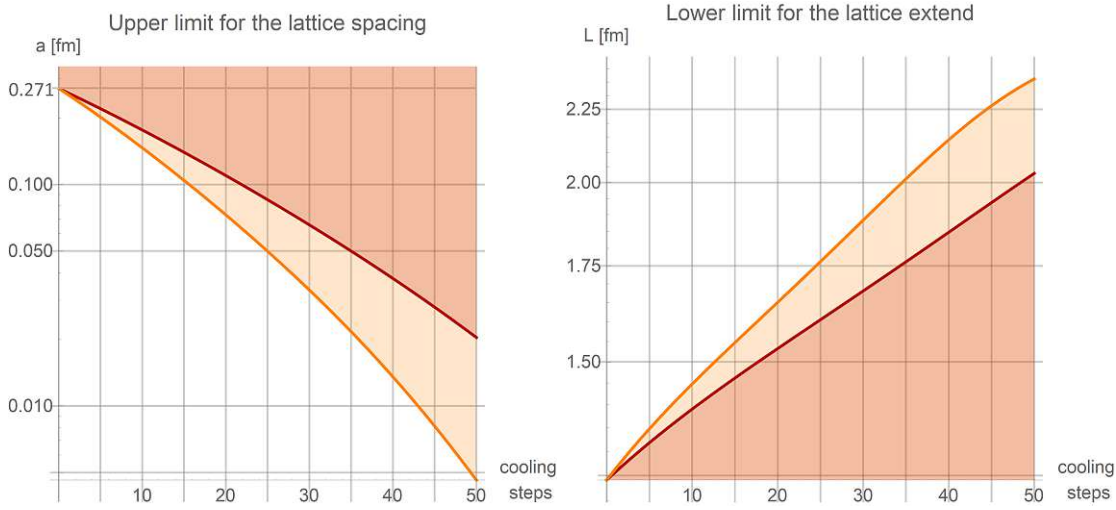 Upper limit for the lattice spacing
a [fm]
0.271
0.100
0.050
0.010
10 20 30 40 50
cooling
steps
Lower limit for the lattice extend
L [fm]
2.25
2.00
1.75
1.50
10 20 30 40 50
cooling
steps